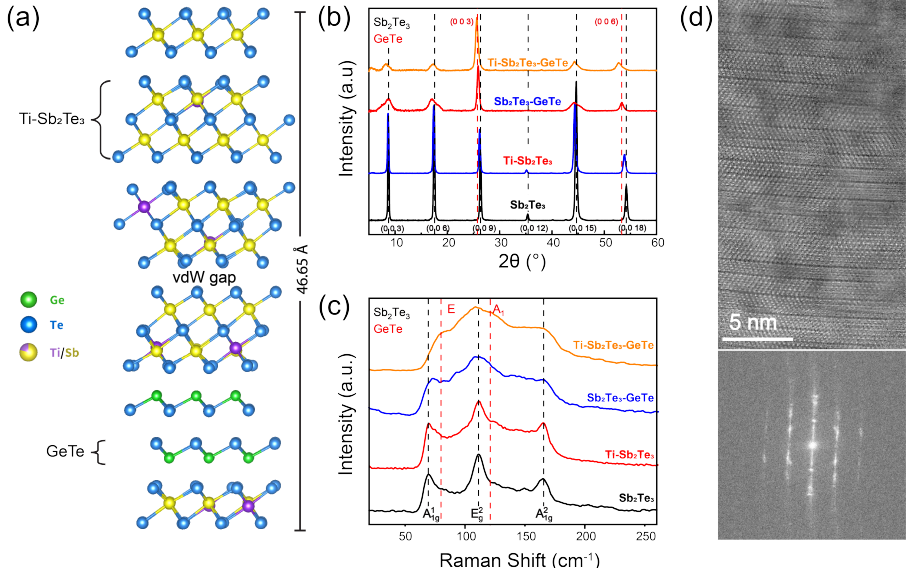 (a)
Ti-Sb₂Te₃
vdW gap
46.65 Å
Ge
Te
Ti/Sb
GeTe
(b)
Sb₂Te₃
GeTe
(0 0 3)
(0 0 6)
Ti-Sb₂Te₃-GeTe
Sb₂Te₃-GeTe
Ti-Sb₂Te₃
Sb₂Te₃
(0 0 3)
(0 0 6)
(0 0 9)
(0 0 12)
(0 0 15)
(0 0 18)
10
20
30
40
50
60
2θ (°)
Intensity (a.u)
(c)
Sb₂Te₃
GeTe
E
A₁
Ti-Sb₂Te₃-GeTe
Sb₂Te₃-GeTe
Ti-Sb₂Te₃
Sb₂Te₃
A¹₁g
E²g
A²₁g
50
100
150
200
250
Raman Shift (cm⁻¹)
Intensity (a.u.)
(d)
5 nm